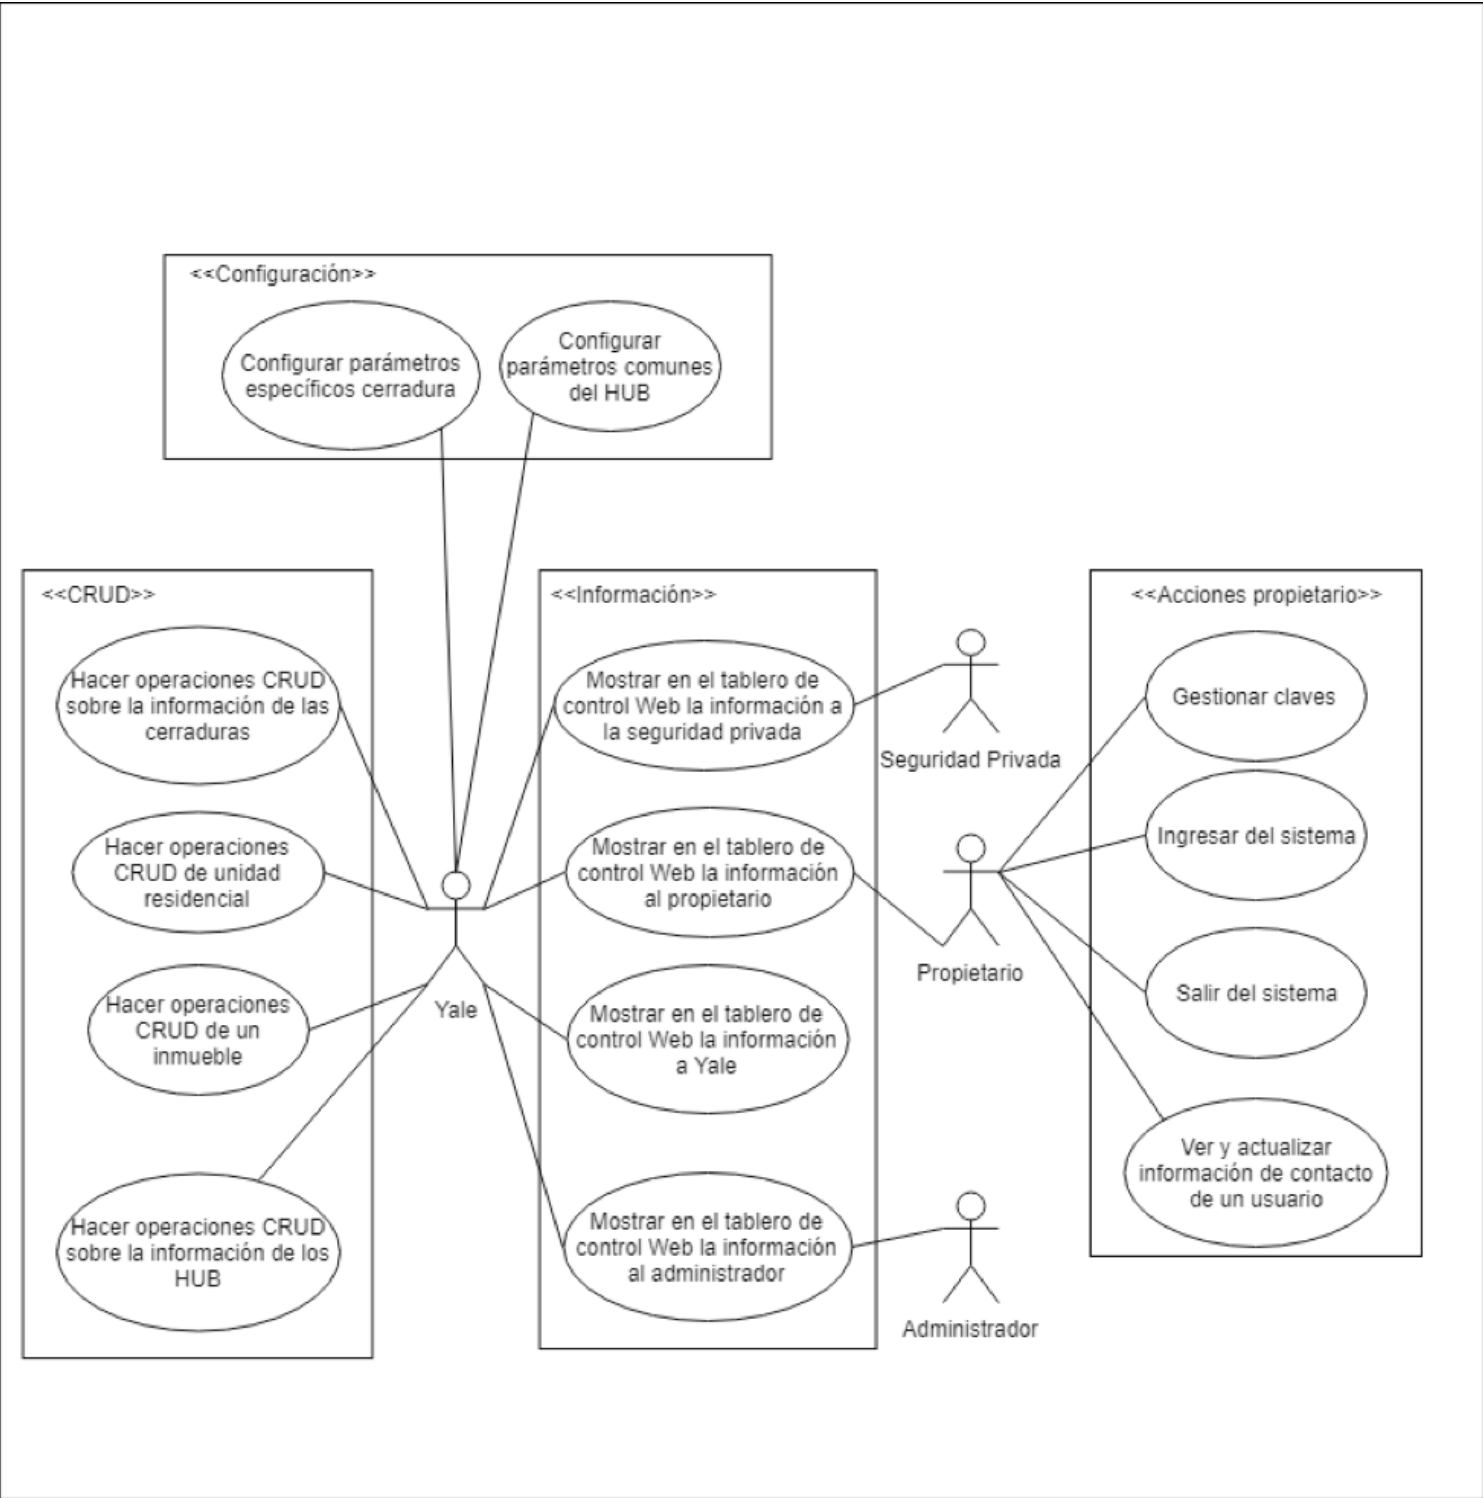 <<Configuración>>
Configurar parámetros
específicos cerradura
Configurar
parámetros comunes
del HUB
<<CRUD>>
Hacer operaciones CRUD
sobre la información de las
cerraduras
Hacer operaciones
CRUD de unidad
residencial
Hacer operaciones
CRUD de un
inmueble
Hacer operaciones CRUD
sobre la información de los
HUB
Yale
<<Información>>
Mostrar en el tablero de
control Web la información a
la seguridad privada
Mostrar en el tablero de
control Web la información
al propietario
Mostrar en el tablero de
control Web la información
a Yale
Mostrar en el tablero de
control Web la información
al administrador
Seguridad Privada
Propietario
Administrador
<<Acciones propietario>>
Gestionar claves
Ingresar del sistema
Salir del sistema
Ver y actualizar
información de contacto
de un usuario